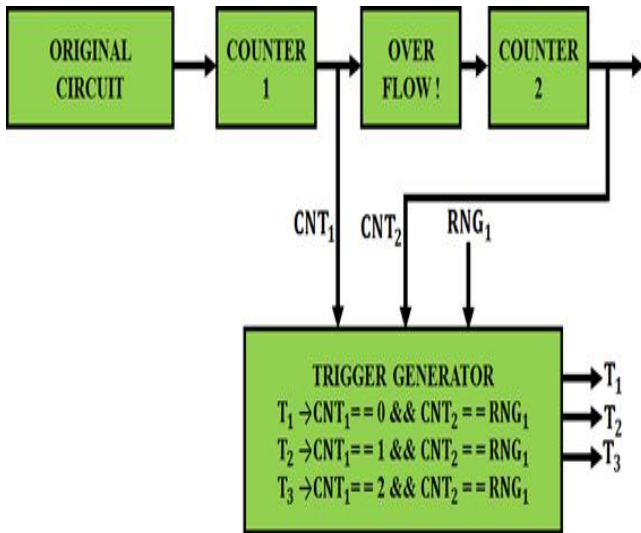 ORIGINAL
CIRCUIT
COUNTER
1
OVER
FLOW !
COUNTER
2
CNT₁
CNT₂
RNG₁
TRIGGER GENERATOR
T₁ →CNT₁== 0 && CNT₂ == RNG₁
T₂ →CNT₁== 1 && CNT₂ == RNG₁
T₃ →CNT₁== 2 && CNT₂ == RNG₁
T₁
T₂
T₃